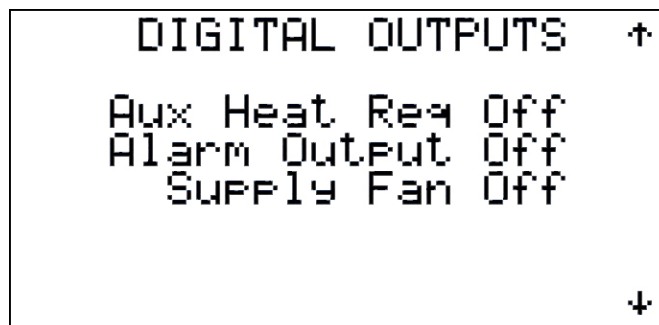 DIGITAL OUTPUTS ↑
Aux Heat Req Off
Alarm Output Off
Supply Fan Off
↓